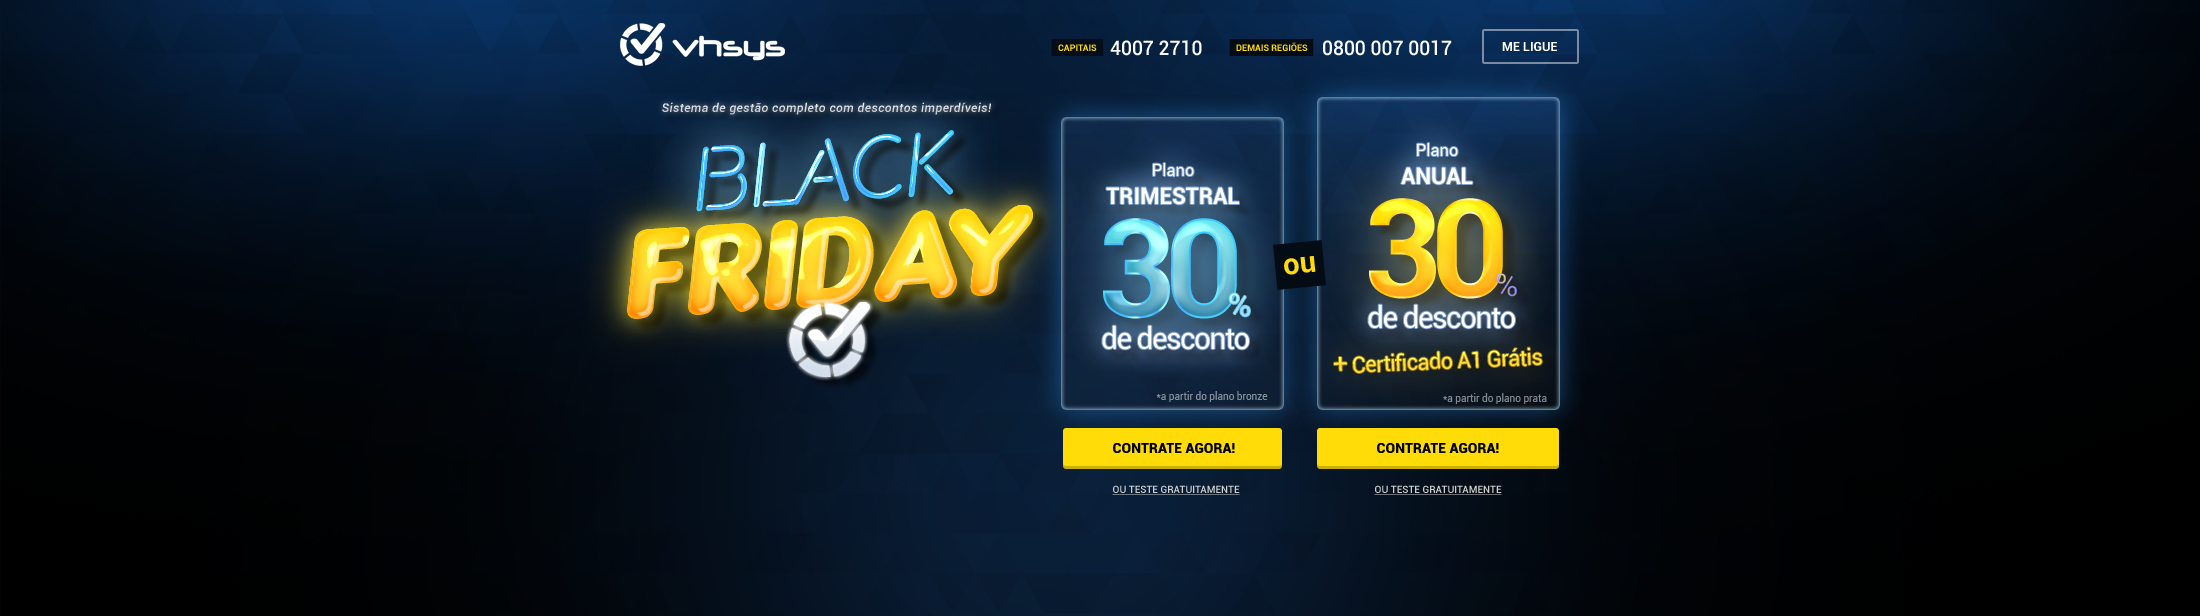 vhsys
CAPITAIS 4007 2710 DEMAIS REGIÕES 0800 007 0017 ME LIGUE
Sistema de gestão completo com descontos imperdíveis!
BLACK
FRIDAY
Plano
TRIMESTRAL
30%
de desconto
*a partir do plano bronze
CONTRATE AGORA!
OU TESTE GRATUITAMENTE
ou
Plano
ANUAL
30%
de desconto
+ Certificado A1 Grátis
*a partir do plano prata
CONTRATE AGORA!
OU TESTE GRATUITAMENTE